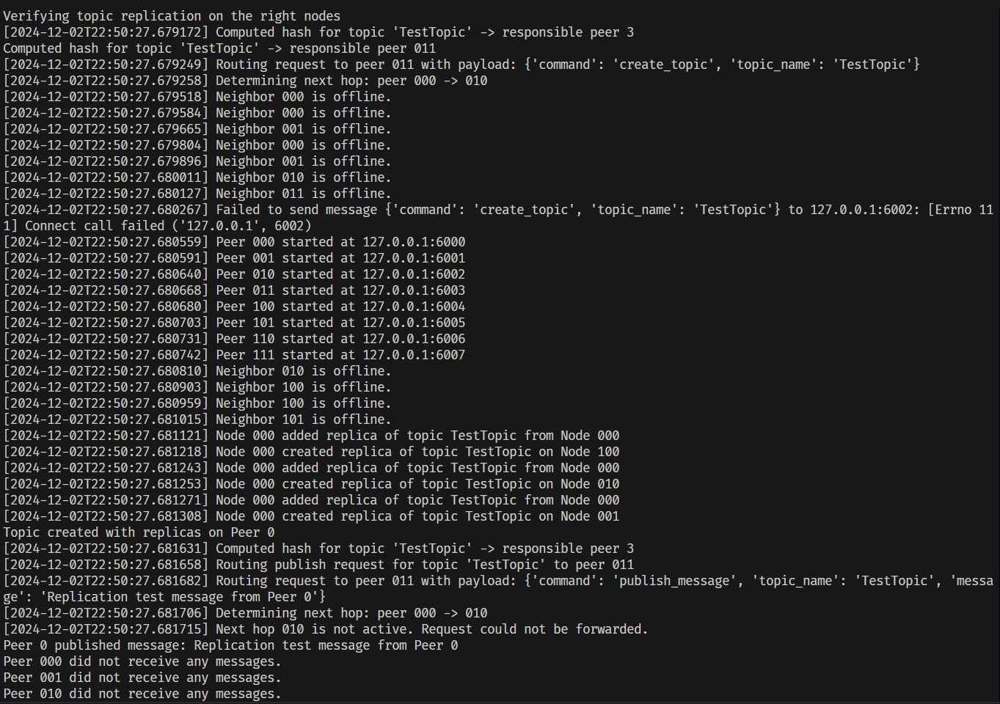 Verifying topic replication on the right nodes
[2024-12-02T22:50:27.679172] Computed hash for topic 'TestTopic' -> responsible peer 3
Computed hash for topic 'TestTopic' -> responsible peer 011
[2024-12-02T22:50:27.679249] Routing request to peer 011 with payload: {'command': 'create_topic', 'topic_name': 'TestTopic'}
[2024-12-02T22:50:27.679258] Determining next hop: peer 000 -> 010
[2024-12-02T22:50:27.679518] Neighbor 000 is offline.
[2024-12-02T22:50:27.679584] Neighbor 000 is offline.
[2024-12-02T22:50:27.679665] Neighbor 001 is offline.
[2024-12-02T22:50:27.679804] Neighbor 000 is offline.
[2024-12-02T22:50:27.679896] Neighbor 001 is offline.
[2024-12-02T22:50:27.680011] Neighbor 010 is offline.
[2024-12-02T22:50:27.680127] Neighbor 011 is offline.
[2024-12-02T22:50:27.680267] Failed to send message {'command': 'create_topic', 'topic_name': 'TestTopic'} to 127.0.0.1:6002: [Errno 11
1] Connect call failed ('127.0.0.1', 6002)
[2024-12-02T22:50:27.680559] Peer 000 started at 127.0.0.1:6000
[2024-12-02T22:50:27.680591] Peer 001 started at 127.0.0.1:6001
[2024-12-02T22:50:27.680640] Peer 010 started at 127.0.0.1:6002
[2024-12-02T22:50:27.680668] Peer 011 started at 127.0.0.1:6003
[2024-12-02T22:50:27.680680] Peer 100 started at 127.0.0.1:6004
[2024-12-02T22:50:27.680703] Peer 101 started at 127.0.0.1:6005
[2024-12-02T22:50:27.680731] Peer 110 started at 127.0.0.1:6006
[2024-12-02T22:50:27.680742] Peer 111 started at 127.0.0.1:6007
[2024-12-02T22:50:27.680810] Neighbor 010 is offline.
[2024-12-02T22:50:27.680903] Neighbor 100 is offline.
[2024-12-02T22:50:27.680959] Neighbor 100 is offline.
[2024-12-02T22:50:27.681015] Neighbor 101 is offline.
[2024-12-02T22:50:27.681121] Node 000 added replica of topic TestTopic from Node 000
[2024-12-02T22:50:27.681218] Node 000 created replica of topic TestTopic on Node 100
[2024-12-02T22:50:27.681243] Node 000 added replica of topic TestTopic from Node 000
[2024-12-02T22:50:27.681253] Node 000 created replica of topic TestTopic on Node 010
[2024-12-02T22:50:27.681271] Node 000 added replica of topic TestTopic from Node 000
[2024-12-02T22:50:27.681308] Node 000 created replica of topic TestTopic on Node 001
Topic created with replicas on Peer 0
[2024-12-02T22:50:27.681631] Computed hash for topic 'TestTopic' -> responsible peer 3
[2024-12-02T22:50:27.681658] Routing publish request for topic 'TestTopic' to peer 011
[2024-12-02T22:50:27.681682] Routing request to peer 011 with payload: {'command': 'publish_message', 'topic_name': 'TestTopic', 'messa
ge': 'Replication test message from Peer 0'}
[2024-12-02T22:50:27.681706] Determining next hop: peer 000 -> 010
[2024-12-02T22:50:27.681715] Next hop 010 is not active. Request could not be forwarded.
Peer 0 published message: Replication test message from Peer 0
Peer 000 did not receive any messages.
Peer 001 did not receive any messages.
Peer 010 did not receive any messages.